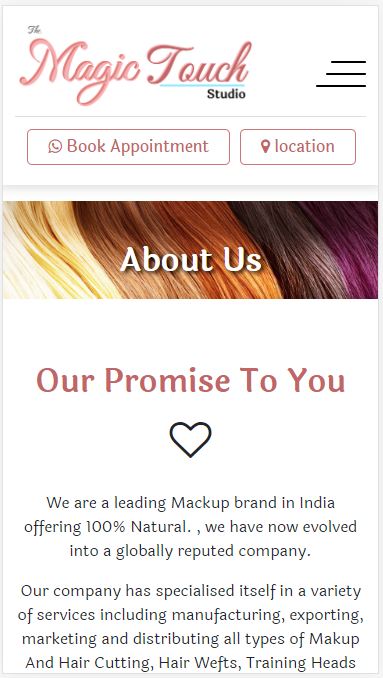 The
Magic Touch
Studio
Book Appointment
location
About Us
Our Promise To You
We are a leading Mackup brand in India
offering 100% Natural. , we have now evolved
into a globally reputed company.
Our company has specialised itself in a variety
of services including manufacturing, exporting,
marketing and distributing all types of Makup
And Hair Cutting, Hair Wefts, Training Heads